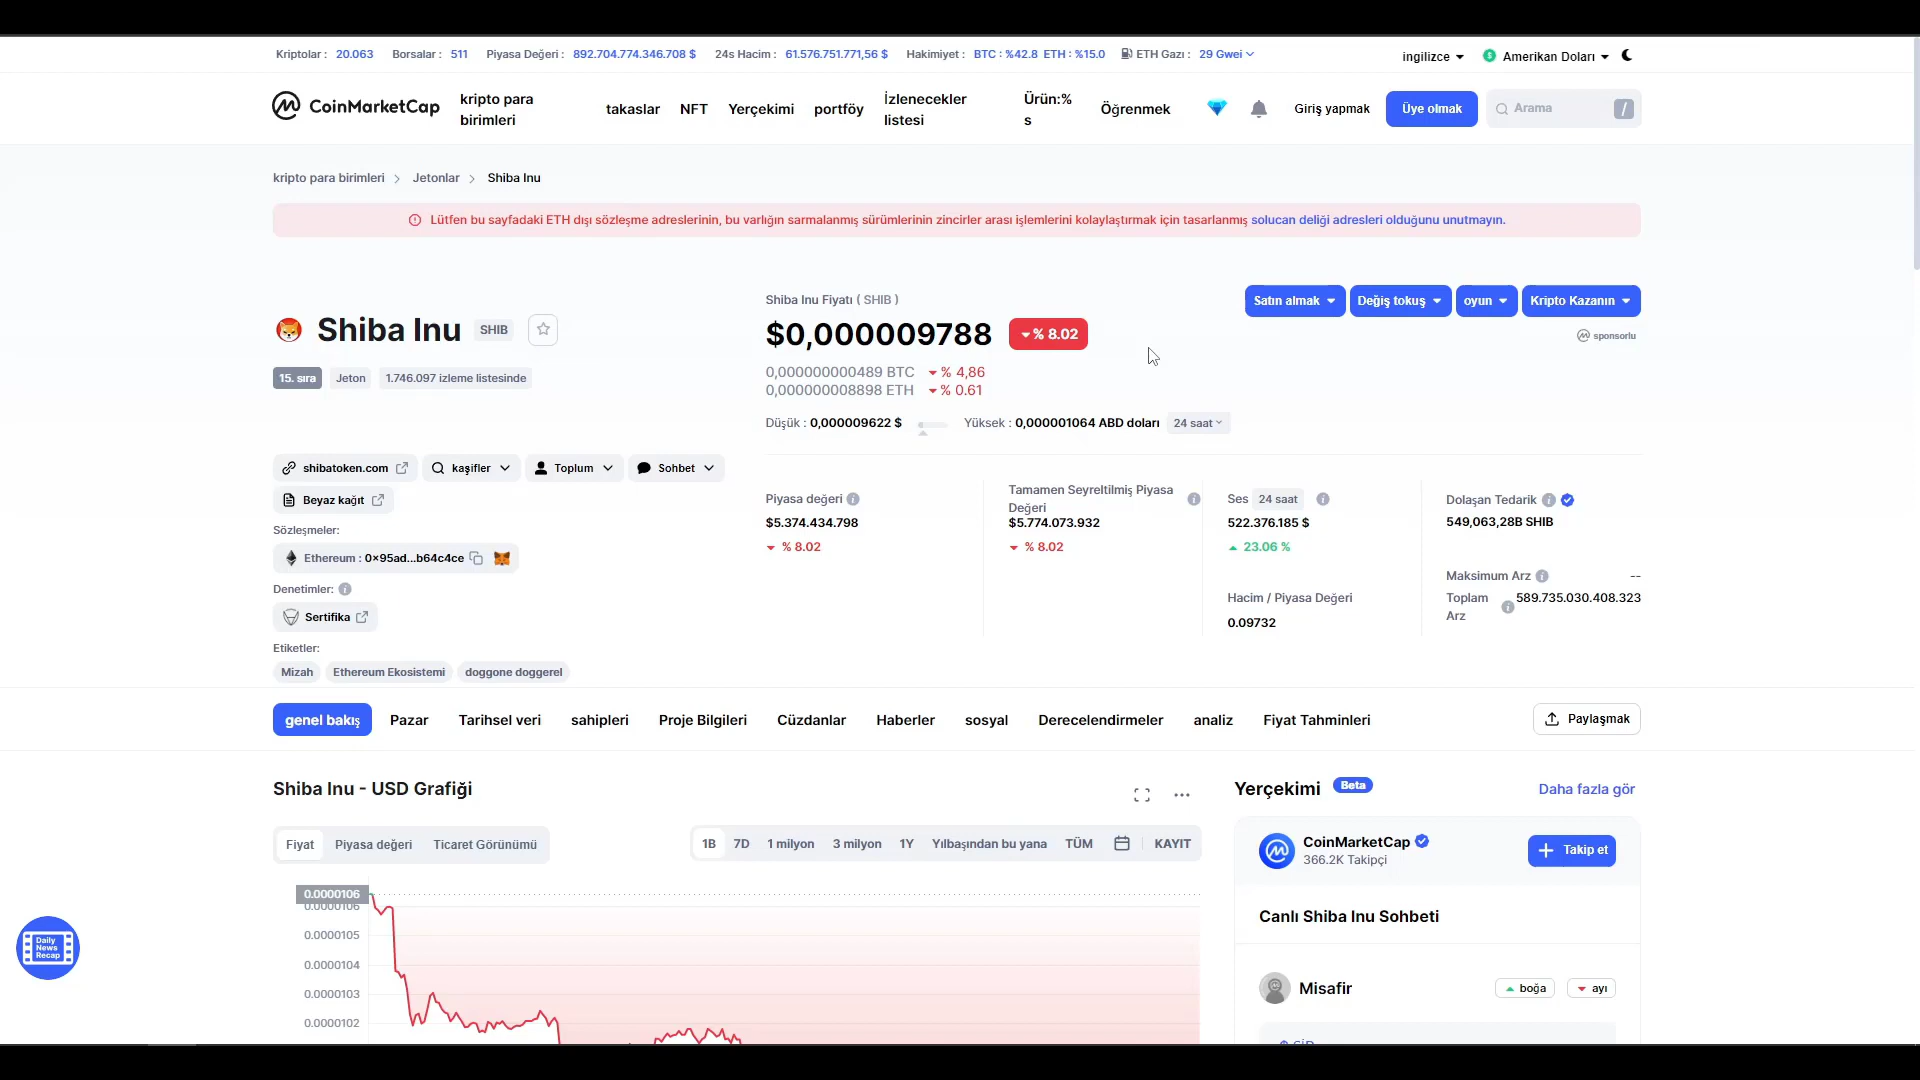 Kriptolar : 20.063 Borsalar : 511 Piyasa Değeri : 892.704.774.346.708 $ 24s Hacim : 61.576.751.771,56 $ Hakimiyet : BTC : %42.8 ETH : %15.0 ETH Gazı : 29 Gwei
ingilizce Amerikan Doları
CoinMarketCap kripto para birimleri takaslar NFT Yerçekimi portföy İzlenecekler listesi Ürün:% s Öğrenmek Giriş yapmak Üye olmak Arama /
kripto para birimleri > Jetonlar > Shiba Inu
Lütfen bu sayfadaki ETH dışı sözleşme adreslerinin, bu varlığın sarmalanmış sürümlerinin zincirler arası işlemlerini kolaylaştırmak için tasarlanmış solucan deliği adresleri olduğunu unutmayın.
Shiba Inu SHIB
15. sıra Jeton 1.746.097 izleme listesinde
shibatoken.com kaşifler Toplum Sohbet
Beyaz kağıt
Sözleşmeler:
Ethereum : 0x95ad...b64c4ce
Denetimler:
Sertifika
Etiketler:
Mizah Ethereum Ekosistemi doggone doggerel
Shiba Inu Fiyatı ( SHIB )
$0,000009788 % 8.02
0,000000000489 BTC % 4,86
0,000000008898 ETH % 0.61
Düşük : 0,000009622 $ Yüksek : 0,000001064 ABD doları 24 saat
Satın almak Değiş tokuş oyun Kripto Kazanın
sponsorlu
Piyasa değeri
$5.374.434.798
% 8.02
Tamamen Seyreltilmiş Piyasa
Değeri
$5.774.073.932
% 8.02
Ses 24 saat
522.376.185 $
23.06 %
Hacim / Piyasa Değeri
0.09732
Dolaşan Tedarik
549,063,28B SHIB
Maksimum Arz --
Toplam Arz 589.735.030.408.323
genel bakış Pazar Tarihsel veri sahipleri Proje Bilgileri Cüzdanlar Haberler sosyal Derecelendirmeler analiz Fiyat Tahminleri Paylaşmak
Shiba Inu - USD Grafiği
Fiyat Piyasa değeri Ticaret Görünümü 1B 7D 1 milyon 3 milyon 1Y Yılbaşından bu yana TÜM KAYIT
0.0000106
0.0000106
0.0000105
0.0000104
0.0000103
0.0000102
Yerçekimi Beta Daha fazla gör
CoinMarketCap
366.2K Takipçi
Takip et
Canlı Shiba Inu Sohbeti
Misafir boğa ayı
Daily
News
Recap